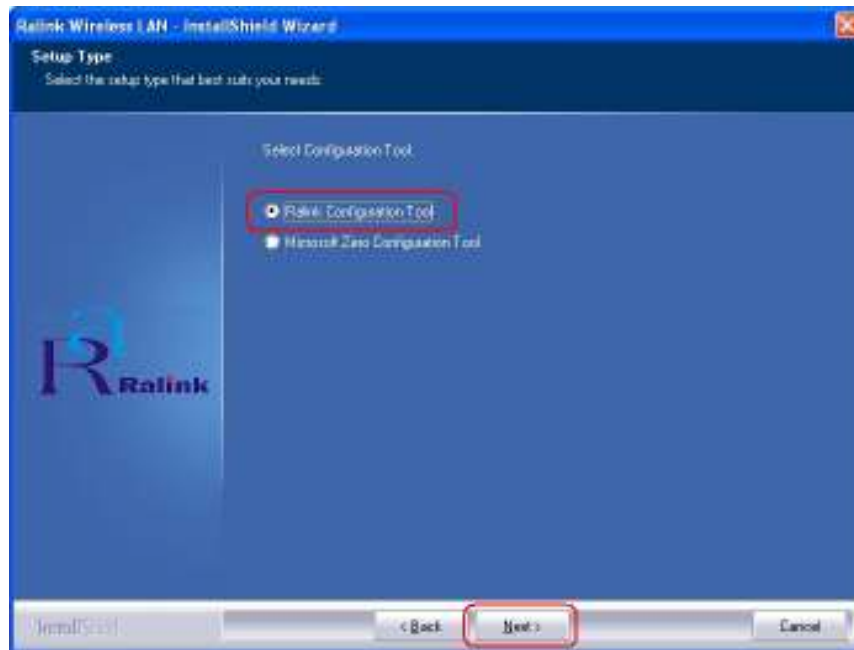 Ralink Wireless LAN - InstallShield Wizard
Setup Type
Select the setup type that best suits your needs.
Select Configuration Tool
Ralink Configuration Tool
Microsoft Zero Configuration Tool
Ralink
InstallShield
< Back
Next >
Cancel